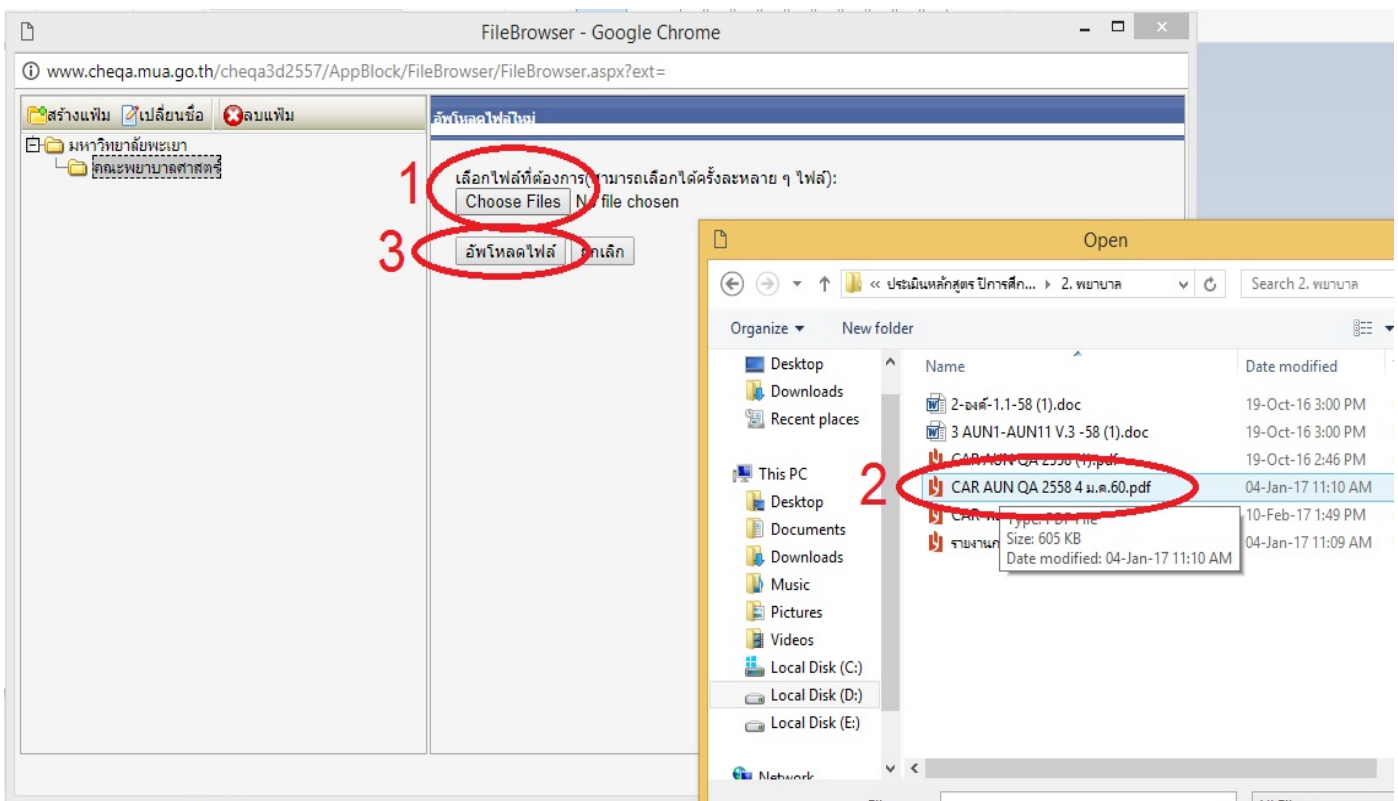 FileBrowser - Google Chrome
www.cheqa.mua.go.th/cheqa3d2557/AppBlock/FileBrowser/FileBrowser.aspx?ext=
สร้างแฟ้ม เปลี่ยนชื่อ ลบแฟ้ม
อัพโหลดไฟล์ใหม่
มหาวิทยาลัยพะเยา
คณะพยาบาลศาสตร์
1
เลือกไฟล์ที่ต้องการ(สามารถเลือกได้ครั้งละหลาย ๆ ไฟล์):
Choose Files No file chosen
3
อัพโหลดไฟล์ ยกเลิก
Open
« ประเมินหลักสูตร ปีการศึก... 2. พยาบาล
Search 2. พยาบาล
Organize New folder
Name Date modified
Desktop
Downloads
Recent places
This PC
Desktop
Documents
Downloads
Music
Pictures
Videos
Local Disk (C:)
Local Disk (D:)
Local Disk (E:)
Network
2-องค์-1.1-58 (1).doc 19-Oct-16 3:00 PM
3 AUN1-AUN11 V.3 -58 (1).doc 19-Oct-16 3:00 PM
CAR AUN QA 2558 (1).pdf 19-Oct-16 2:46 PM
2
CAR AUN QA 2558 4 ม.ค.60.pdf 04-Jan-17 11:10 AM
10-Feb-17 1:49 PM
04-Jan-17 11:09 AM
Type: PDF File
Size: 605 KB
Date modified: 04-Jan-17 11:10 AM